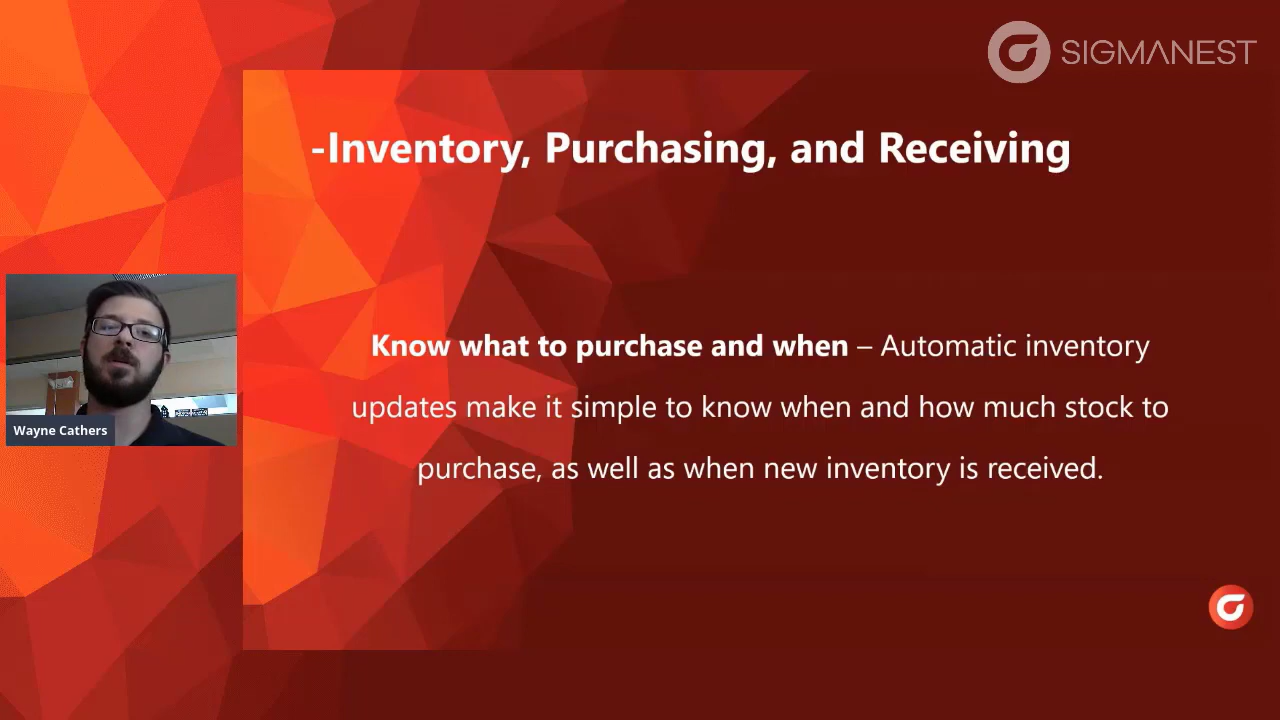 SIGMANEST
-Inventory, Purchasing, and Receiving
Know what to purchase and when – Automatic inventory
updates make it simple to know when and how much stock to
purchase, as well as when new inventory is received.
Wayne Cathers